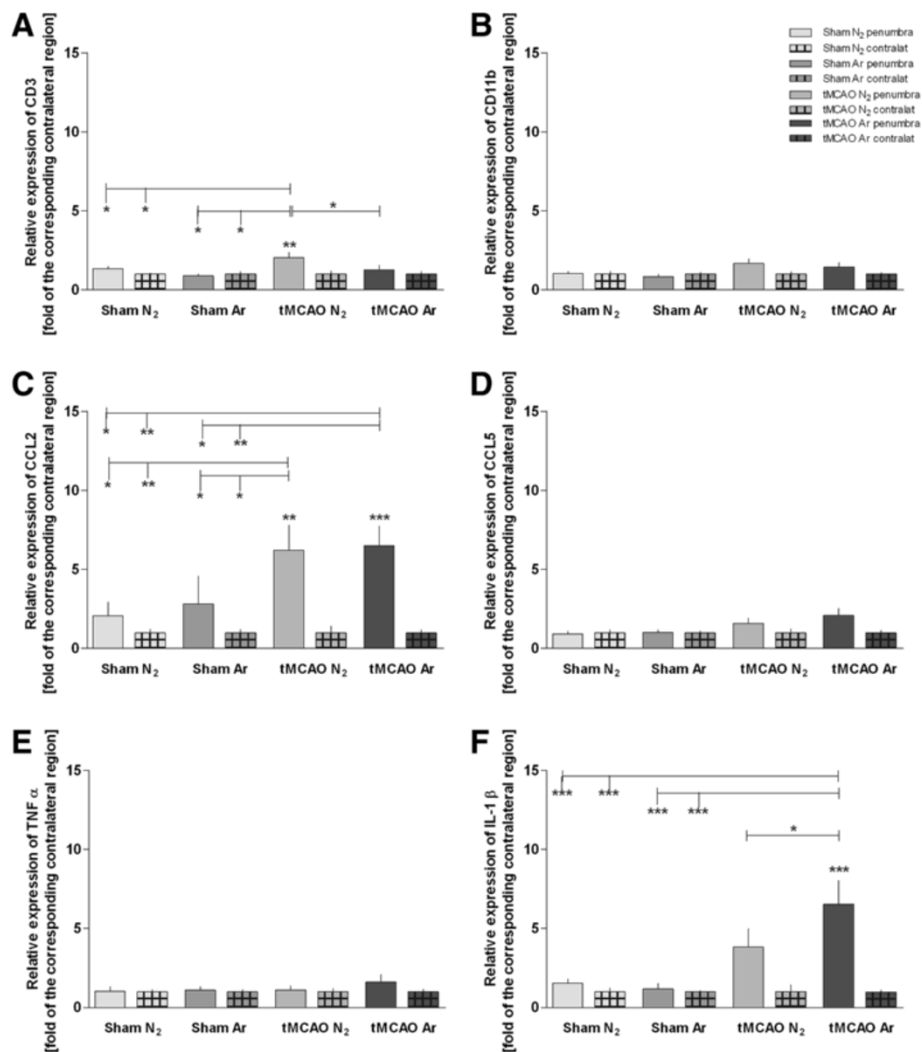 A
Relative expression of CD3
[fold of the corresponding contralateral region]
15
10
5
0
* *
* *
*
**
Sham N₂ Sham Ar tMCAO N₂ tMCAO Ar
B
Relative expression of CD11b
[fold of the corresponding contralateral region]
15
10
5
0
Sham N₂ penumbra
Sham N₂ contralat
Sham Ar penumbra
Sham Ar contralat
tMCAO N₂ penumbra
tMCAO N₂ contralat
tMCAO Ar penumbra
tMCAO Ar contralat
Sham N₂ Sham Ar tMCAO N₂ tMCAO Ar
C
Relative expression of CCL2
[fold of the corresponding contralateral region]
15
10
5
0
* **
* **
* **
* *
** ***
Sham N₂ Sham Ar tMCAO N₂ tMCAO Ar
D
Relative expression of CCL5
[fold of the corresponding contralateral region]
15
10
5
0
Sham N₂ Sham Ar tMCAO N₂ tMCAO Ar
E
Relative expression of TNF α
[fold of the corresponding contralateral region]
15
10
5
0
Sham N₂ Sham Ar tMCAO N₂ tMCAO Ar
F
Relative expression of IL-1 β
[fold of the corresponding contralateral region]
15
10
5
0
*** ***
*** ***
*
***
Sham N₂ Sham Ar tMCAO N₂ tMCAO Ar